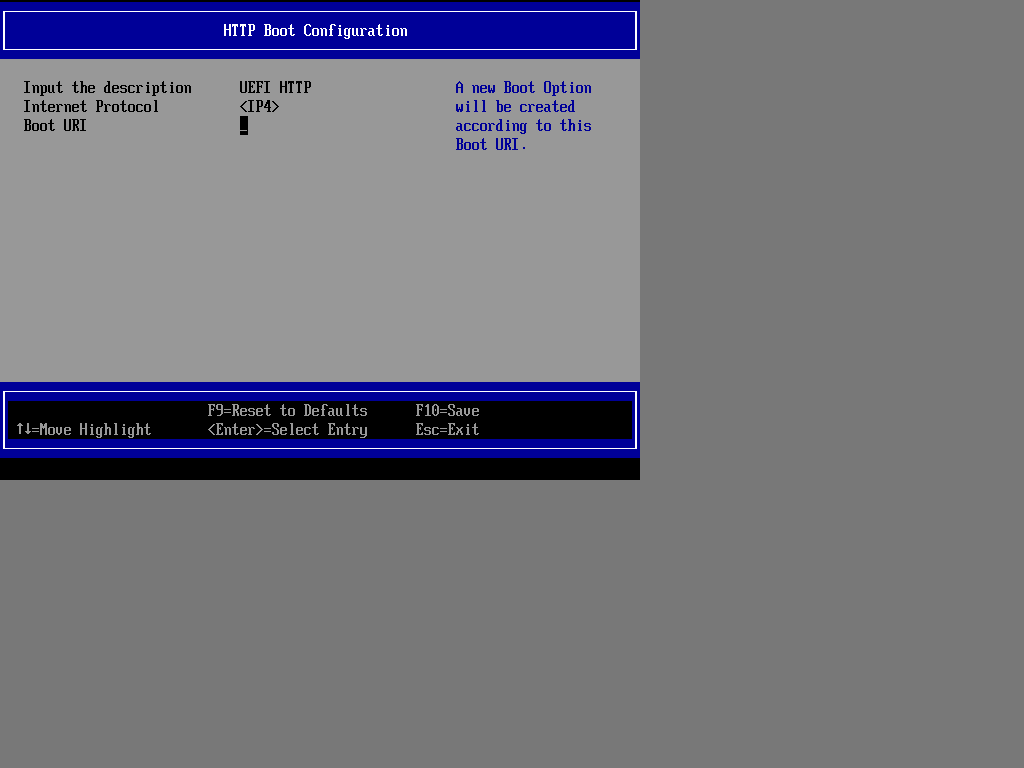 HTTP Boot Configuration
Input the description UEFI HTTP
Internet Protocol <IP4>
Boot URI _
A new Boot Option
will be created
according to this
Boot URI.
F9=Reset to Defaults F10=Save
↑↓=Move Highlight <Enter>=Select Entry Esc=Exit